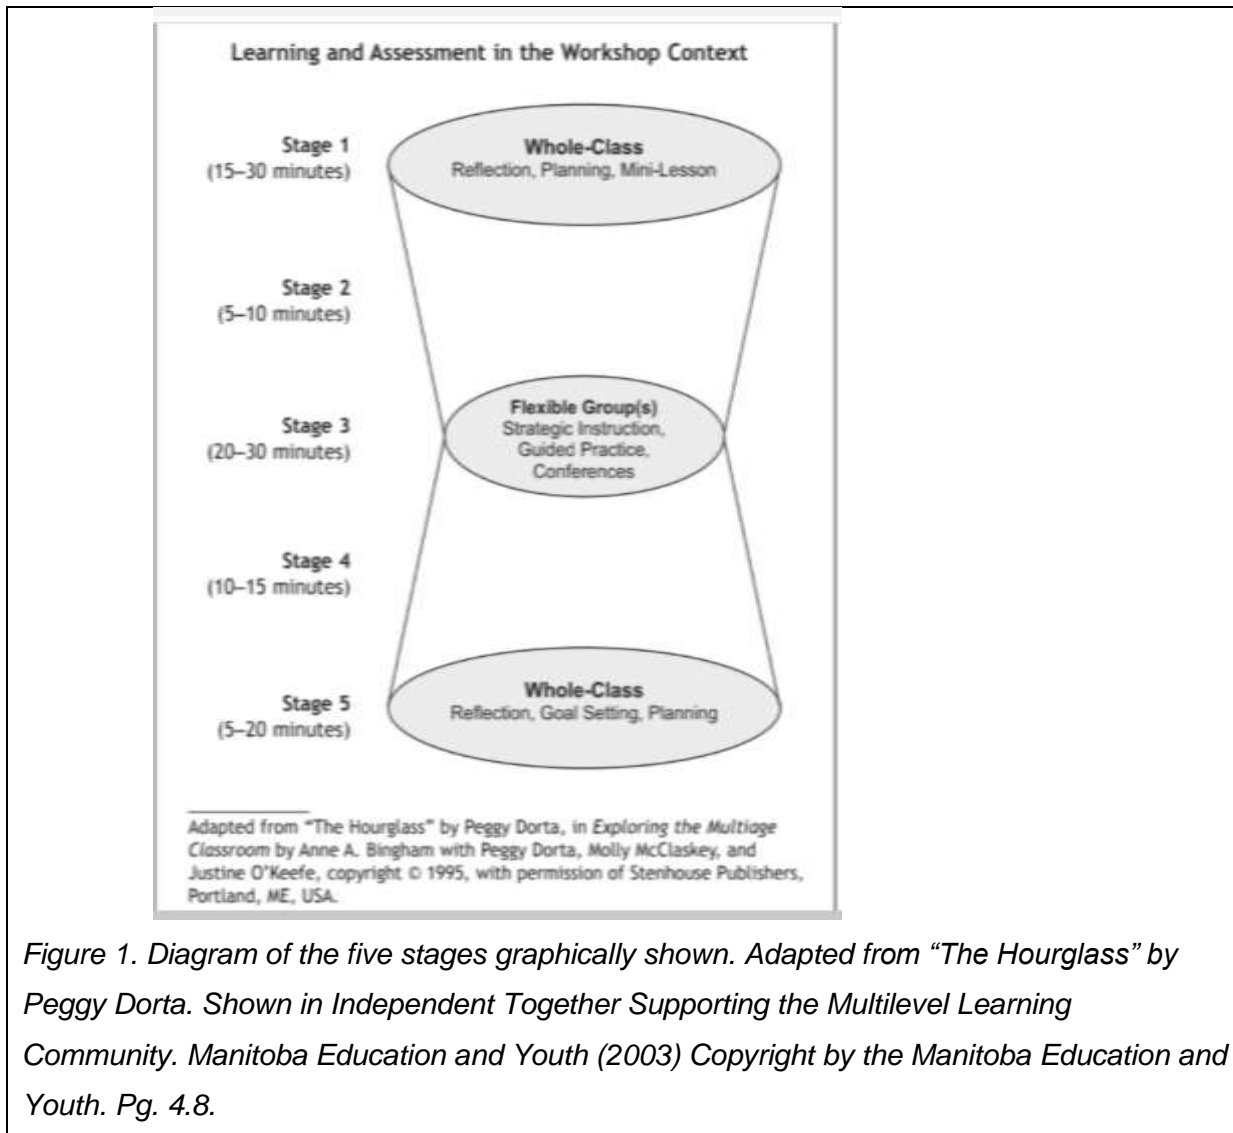 Learning and Assessment in the Workshop Context
Stage 1
(15–30 minutes)
Whole-Class
Reflection, Planning, Mini-Lesson
Stage 2
(5–10 minutes)
Stage 3
(20–30 minutes)
Flexible Group(s)
Strategic Instruction,
Guided Practice,
Conferences
Stage 4
(10–15 minutes)
Stage 5
(5–20 minutes)
Whole-Class
Reflection, Goal Setting, Planning
Adapted from “The Hourglass” by Peggy Dorta, in Exploring the Multiage
Classroom by Anne A. Bingham with Peggy Dorta, Molly McClaskey, and
Justine O’Keefe, copyright © 1995, with permission of Stenhouse Publishers,
Portland, ME, USA.
Figure 1. Diagram of the five stages graphically shown. Adapted from “The Hourglass” by
Peggy Dorta. Shown in Independent Together Supporting the Multilevel Learning
Community. Manitoba Education and Youth (2003) Copyright by the Manitoba Education and
Youth. Pg. 4.8.